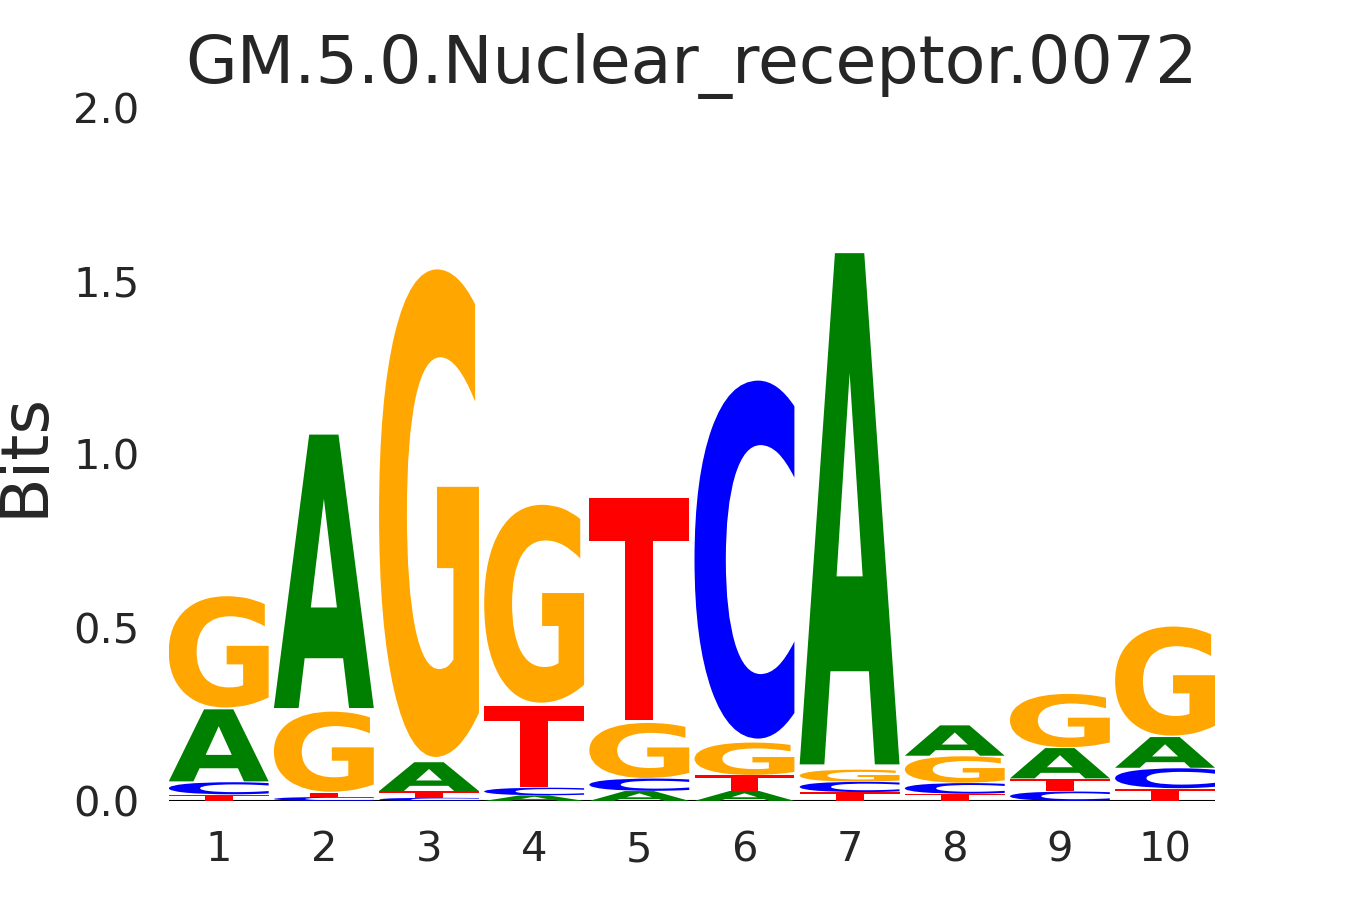 GM.5.0.Nuclear_receptor.0072
2.0
1.5
1.0
0.5
0.0
Bits
1 2 3 4 5 6 7 8 9 10
G A G G T C A A G G
A G A T G G G G A A
C T T C C T C C T C
T C C A A A T T C T